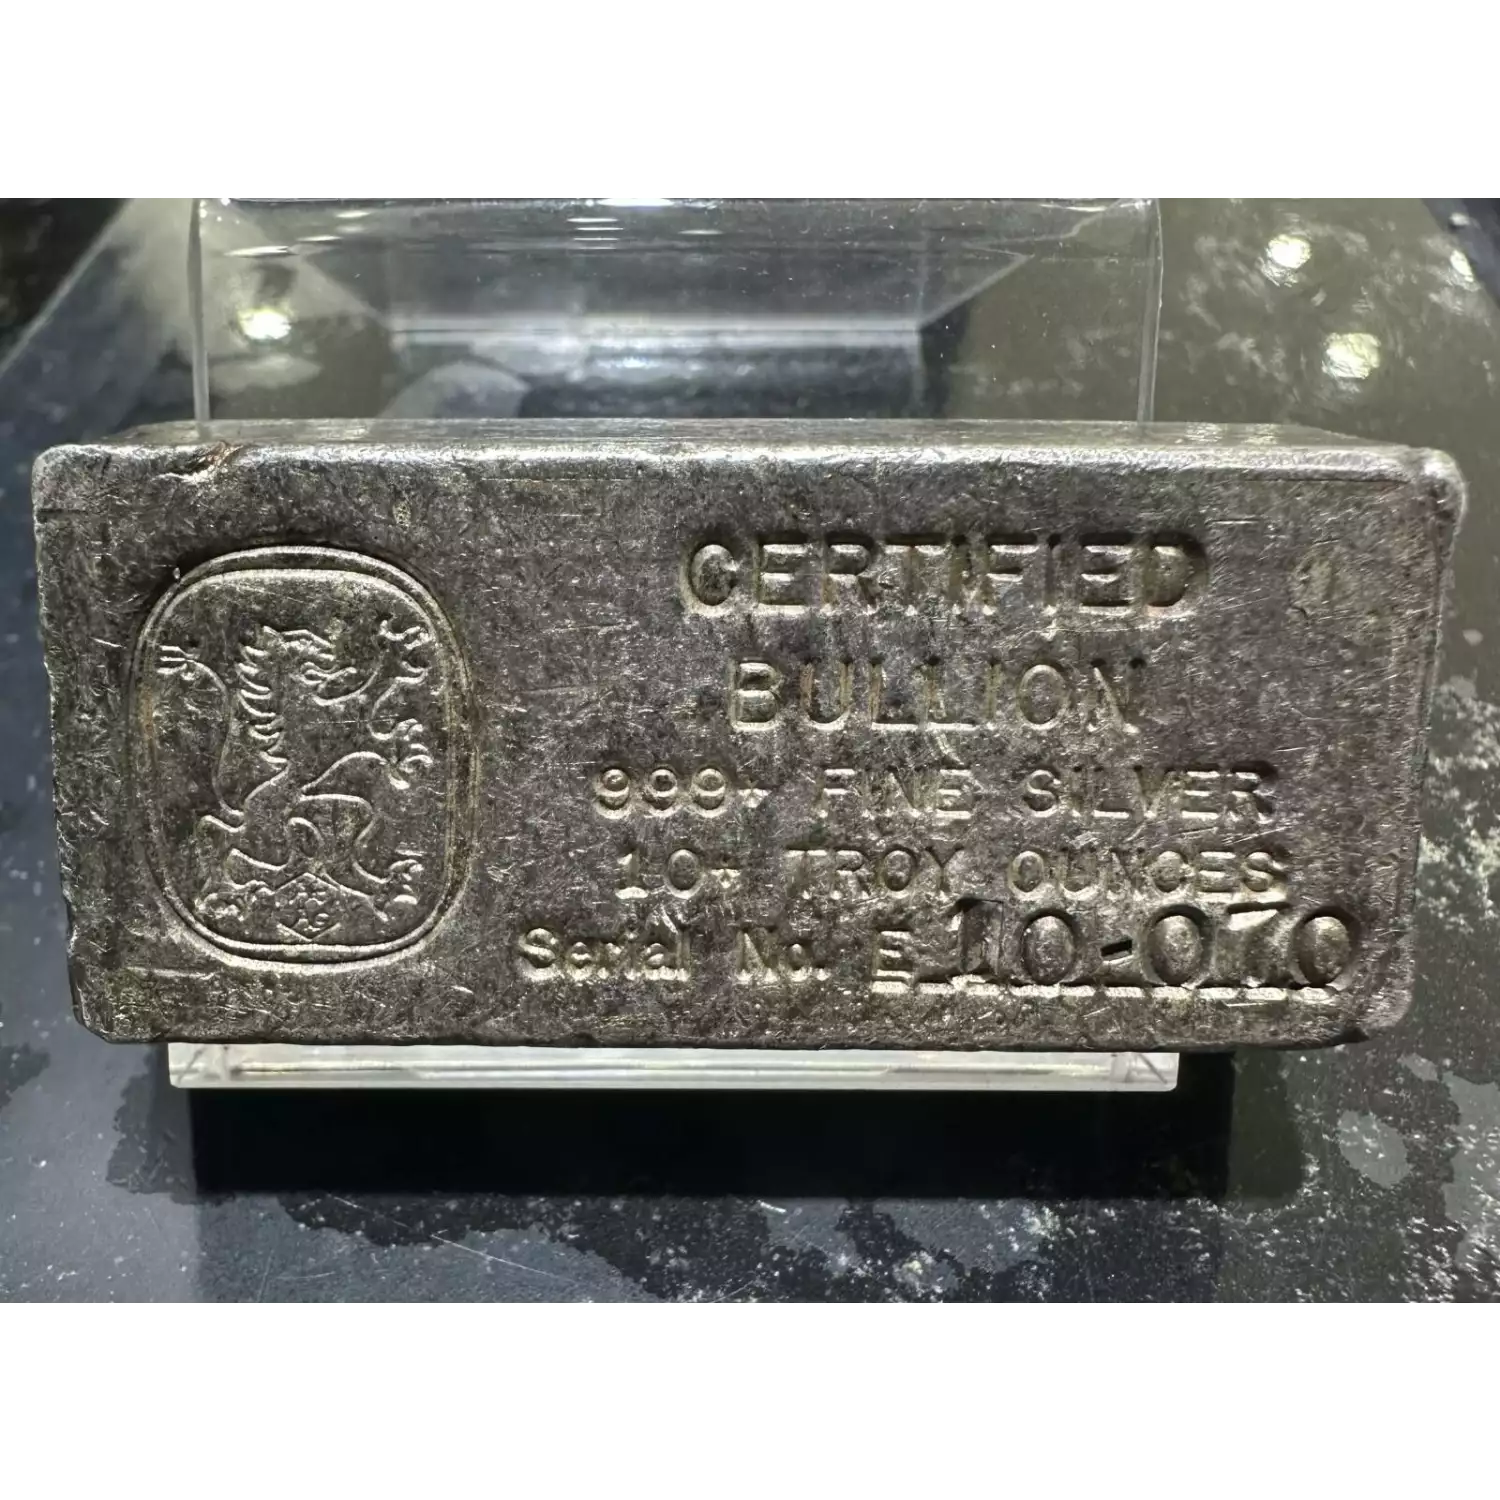 CERTIFIED
BULLION
999+ FINE SILVER
10+ TROY OUNCES
Serial No. E 10-070